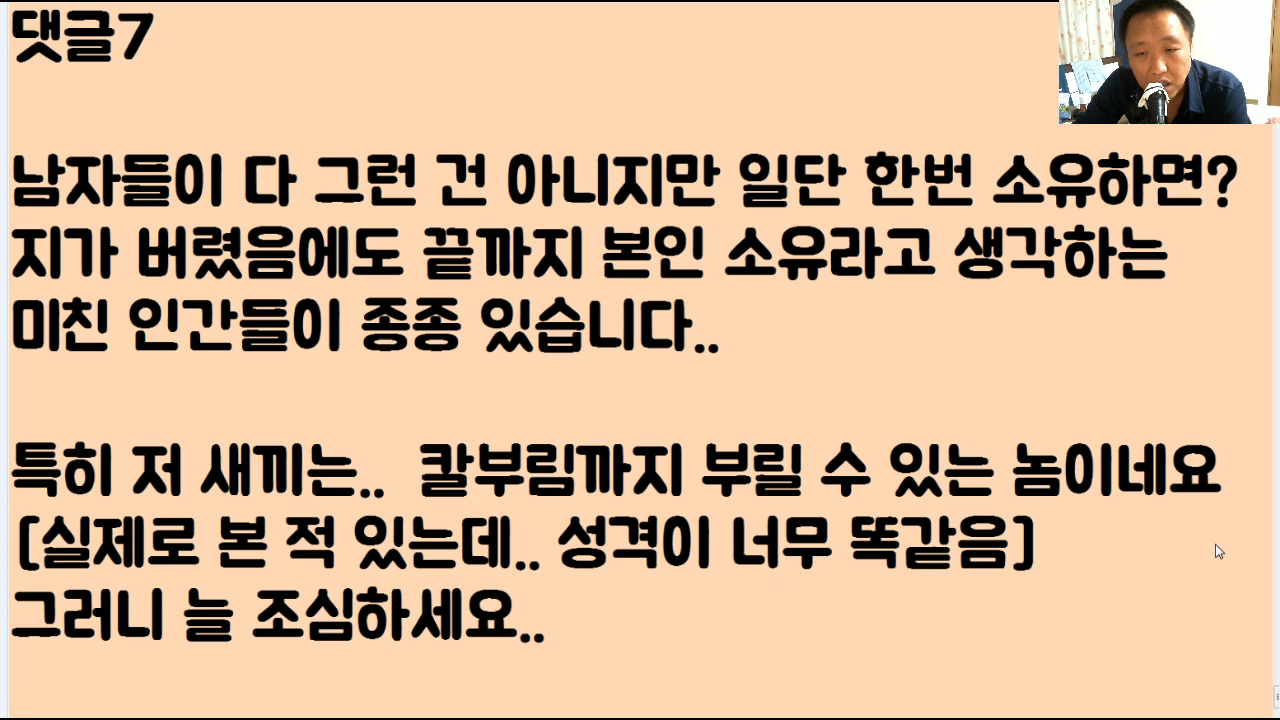 댓글7
남자들이 다 그런 건 아니지만 일단 한번 소유하면?
지가 버렸음에도 끝까지 본인 소유라고 생각하는
미친 인간들이 종종 있습니다..
특히 저 새끼는.. 칼부림까지 부릴 수 있는 놈이네요
[실제로 본 적 있는데.. 성격이 너무 똑같음]
그러니 늘 조심하세요..